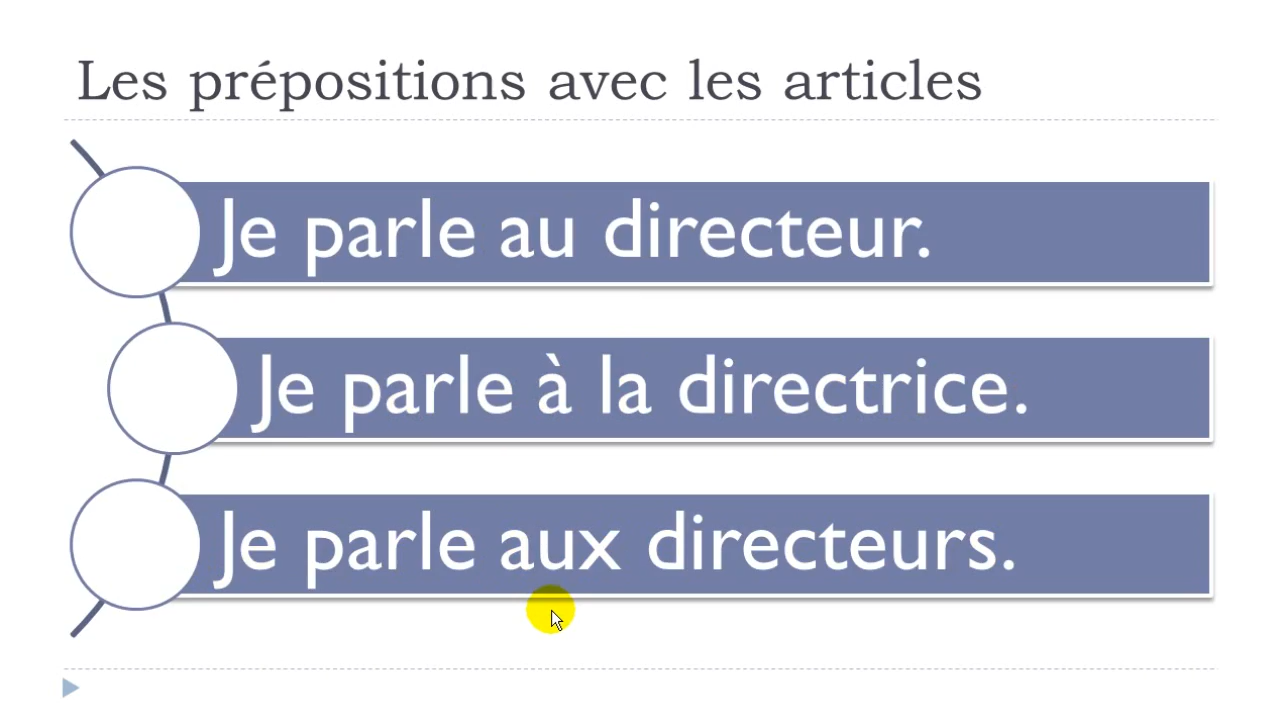 Les prépositions avec les articles
Je parle au directeur.
Je parle à la directrice.
Je parle aux directeurs.